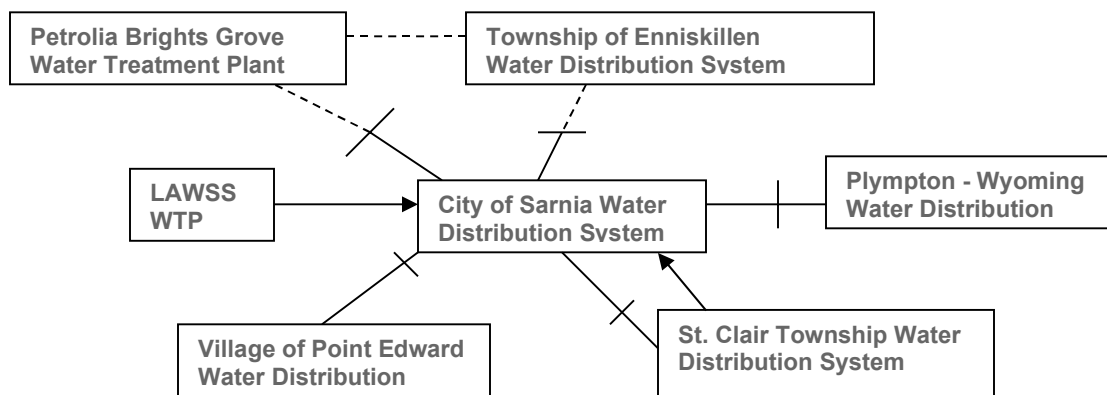 Petrolia Brights Grove
Water Treatment Plant
Township of Enniskillen
Water Distribution System
LAWSS
WTP
City of Sarnia Water
Distribution System
Plympton - Wyoming
Water Distribution
Village of Point Edward
Water Distribution
St. Clair Township Water
Distribution System